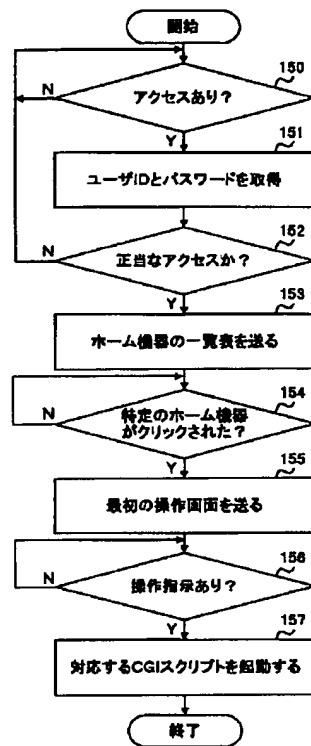 開始
150
アクセスあり?
N
Y
151
ユーザIDとパスワードを取得
152
正当なアクセスか?
N
Y
153
ホーム機器の一覧表を送る
154
特定のホーム機器
がクリックされた?
N
Y
155
最初の操作画面を送る
156
操作指示あり?
N
Y
157
対応するCGIスクリプトを起動する
終了